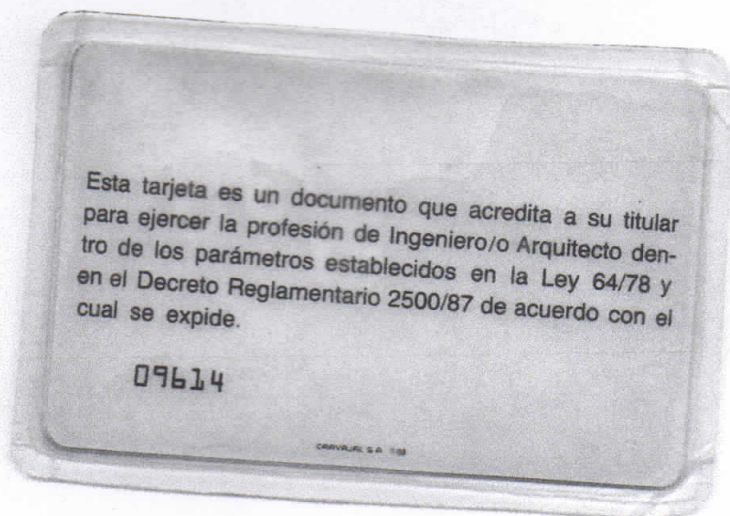 Esta tarjeta es un documento que acredita a su titular
para ejercer la profesión de Ingeniero/o Arquitecto den-
tro de los parámetros establecidos en la Ley 64/78 y
en el Decreto Reglamentario 2500/87 de acuerdo con el
cual se expide.
09614
CARVAJAL S.A.